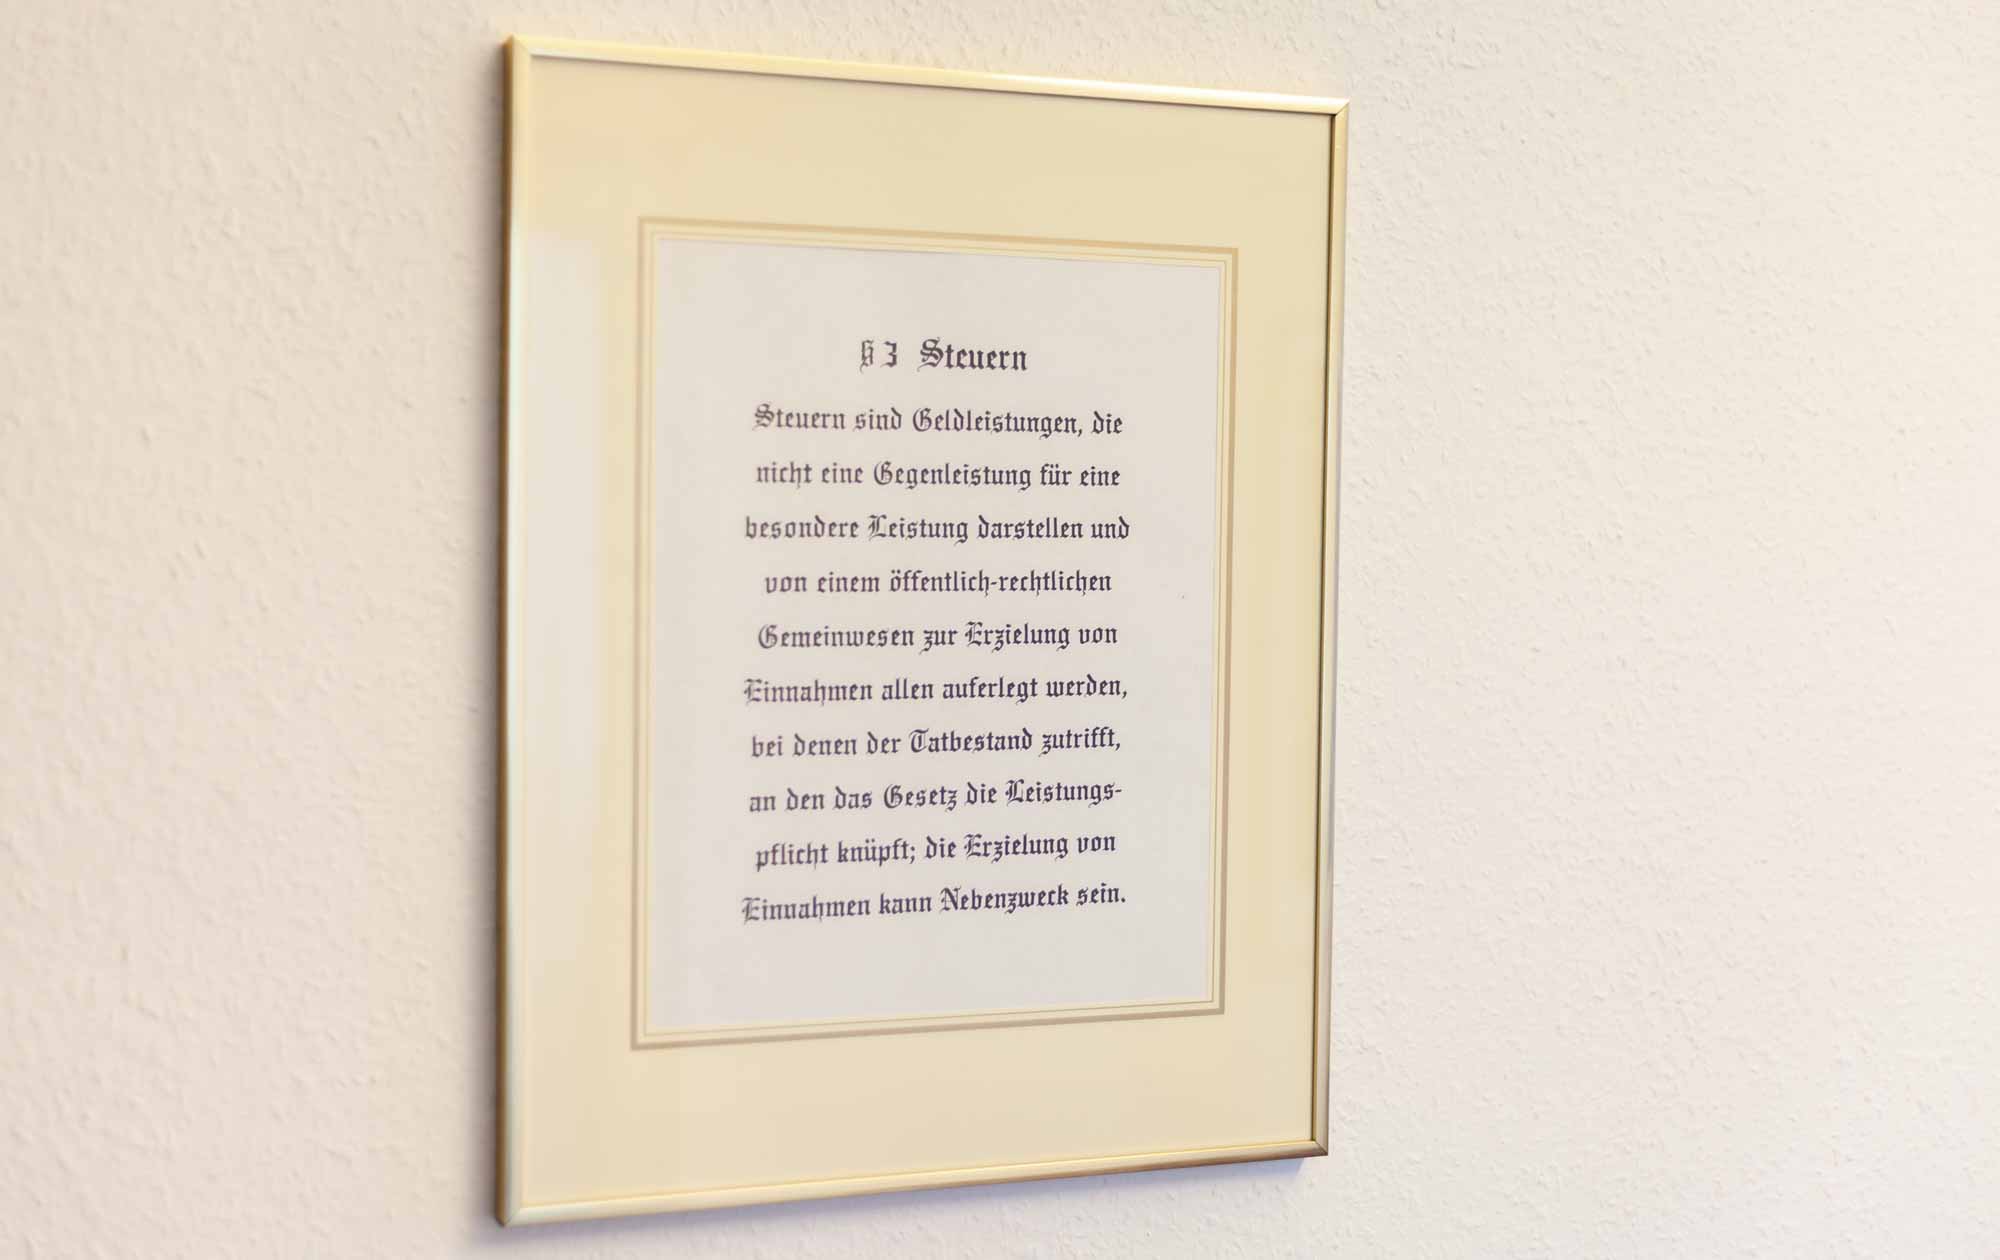 § 3 Steuern
Steuern sind Geldleistungen, die
nicht eine Gegenleistung für eine
besondere Leistung darstellen und
von einem öffentlich-rechtlichen
Gemeinwesen zur Erzielung von
Einnahmen allen auferlegt werden,
bei denen der Tatbestand zutrifft,
an den das Gesetz die Leistungs-
pflicht knüpft; die Erzielung von
Einnahmen kann Nebenzweck sein.